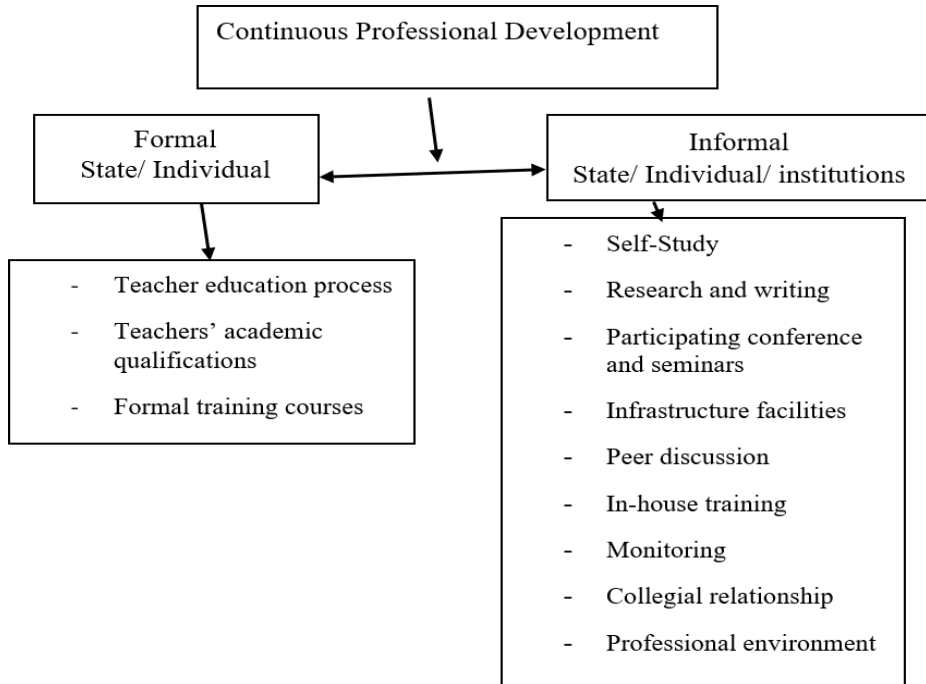 Continuous Professional Development
Formal
State/ Individual
Informal
State/ Individual/ institutions
- Teacher education process
- Teachers’ academic
qualifications
- Formal training courses
- Self-Study
- Research and writing
- Participating conference
and seminars
- Infrastructure facilities
- Peer discussion
- In-house training
- Monitoring
- Collegial relationship
- Professional environment